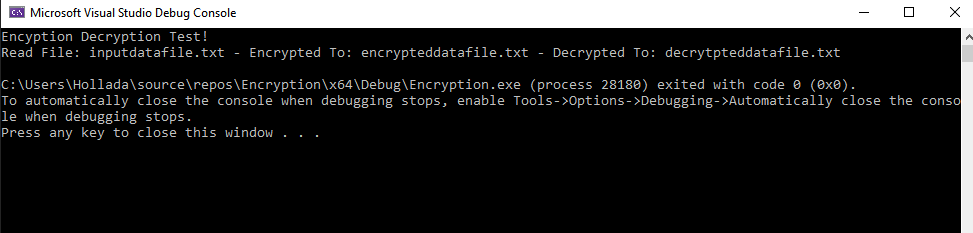 Microsoft Visual Studio Debug Console
Encyption Decryption Test!
Read File: inputdatafile.txt - Encrypted To: encrypteddatafile.txt - Decrypted To: decrytpteddatafile.txt
C:\Users\Hollada\source\repos\Encryption\x64\Debug\Encryption.exe (process 28180) exited with code 0 (0x0).
To automatically close the console when debugging stops, enable Tools->Options->Debugging->Automatically close the conso
le when debugging stops.
Press any key to close this window . . .